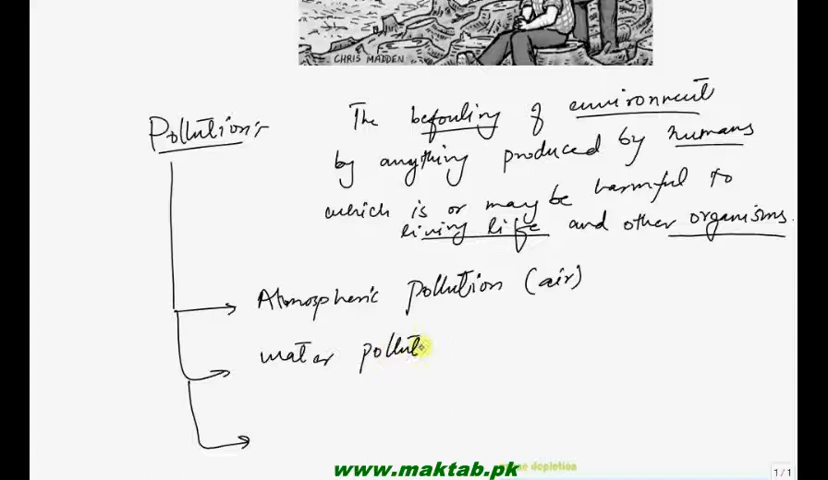 CHRIS MADDEN
Pollution:-
The befouling of environment
by anything produced by humans
which is or may be harmful to
living life and other organisms.
Atmospheric pollution (air)
water pollut
www.maktab.pk
depletion
1/1